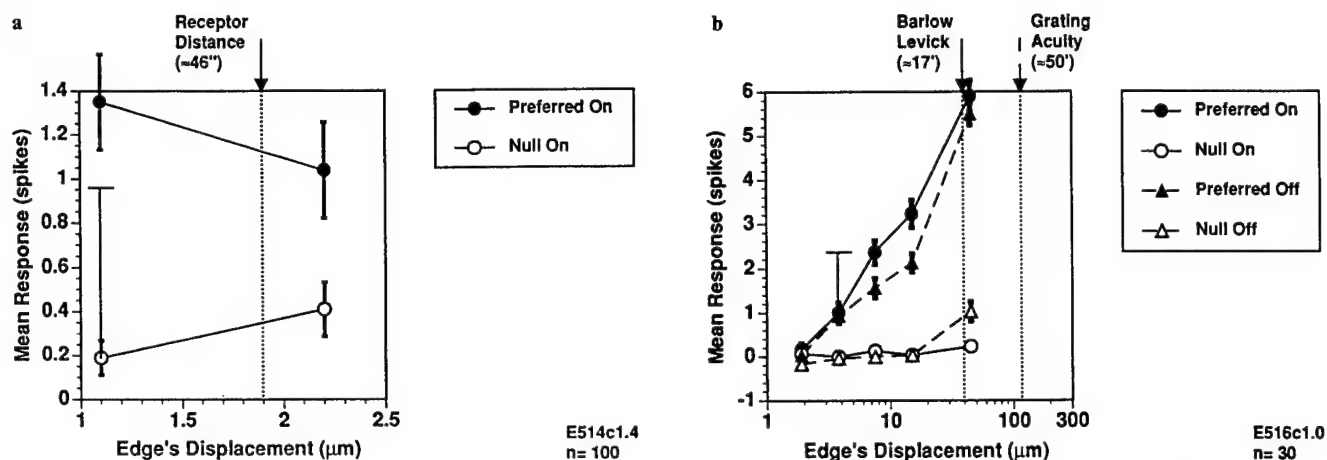 a
Receptor
Distance
(≈46")
1.4
1.2
1
0.8
0.6
0.4
0.2
0
Mean Response (spikes)
1
1.5
2
2.5
Edge's Displacement (µm)
Preferred On
Null On
E514c1.4
n= 100
b
Barlow
Levick
(≈17')
Grating
Acuity
(≈50')
6
5
4
3
2
1
0
-1
Mean Response (spikes)
1
10
100
300
Edge's Displacement (µm)
Preferred On
Null On
Preferred Off
Null Off
E516c1.0
n= 30